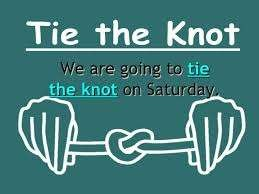 Tie the Knot
We are going to tie
the knot on Saturday.